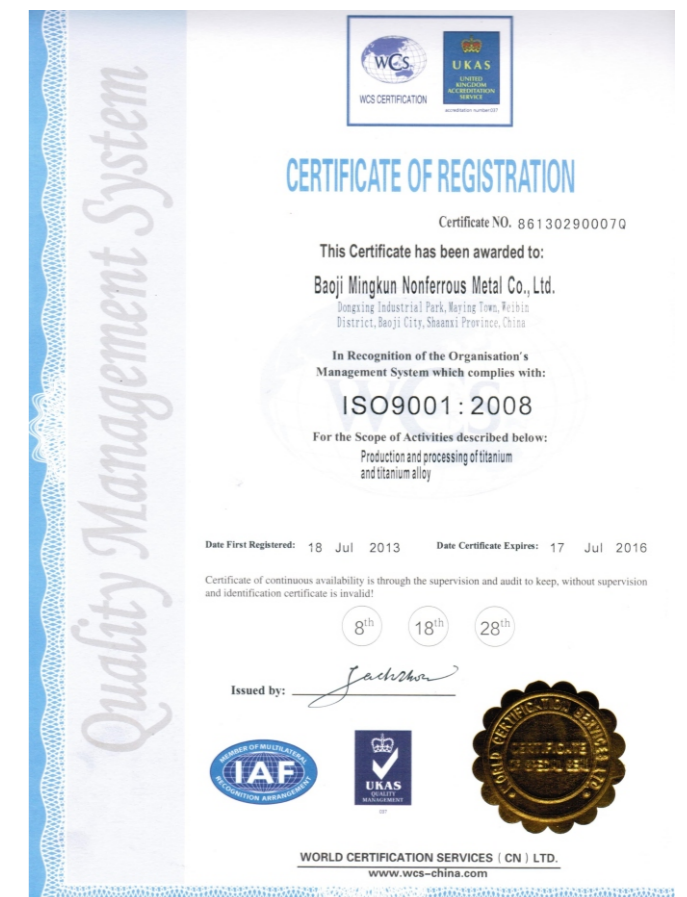 WCS
WCS CERTIFICATION
UKAS
UNITED
KINGDOM
ACCREDITATION
SERVICE
accreditation number:037
Quality Management System
CERTIFICATE OF REGISTRATION
Certificate NO. 86130290007Q
This Certificate has been awarded to:
Baoji Mingkun Nonferrous Metal Co., Ltd.
Dongxing Industrial Park, Maying Town, Weibin
District, Baoji City, Shaanxi Province, China
In Recognition of the Organisation's
Management System which complies with:
ISO9001:2008
For the Scope of Activities described below:
Production and processing of titanium
and titanium alloy
Date First Registered: 18 Jul 2013 Date Certificate Expires: 17 Jul 2016
Certificate of continuous availability is through the supervision and audit to keep, without supervision
and identification certificate is invalid!
8th 18th 28th
Issued by:
MEMBER OF MULTILATERAL
IAF
RECOGNITION ARRANGEMENT
UKAS
QUALITY
MANAGEMENT
037
WORLD CERTIFICATION SERVICES LTD.
CERTIFICATE
OF SPECIAL SEAL
WORLD CERTIFICATION SERVICES ( CN ) LTD.
www.wcs-china.com